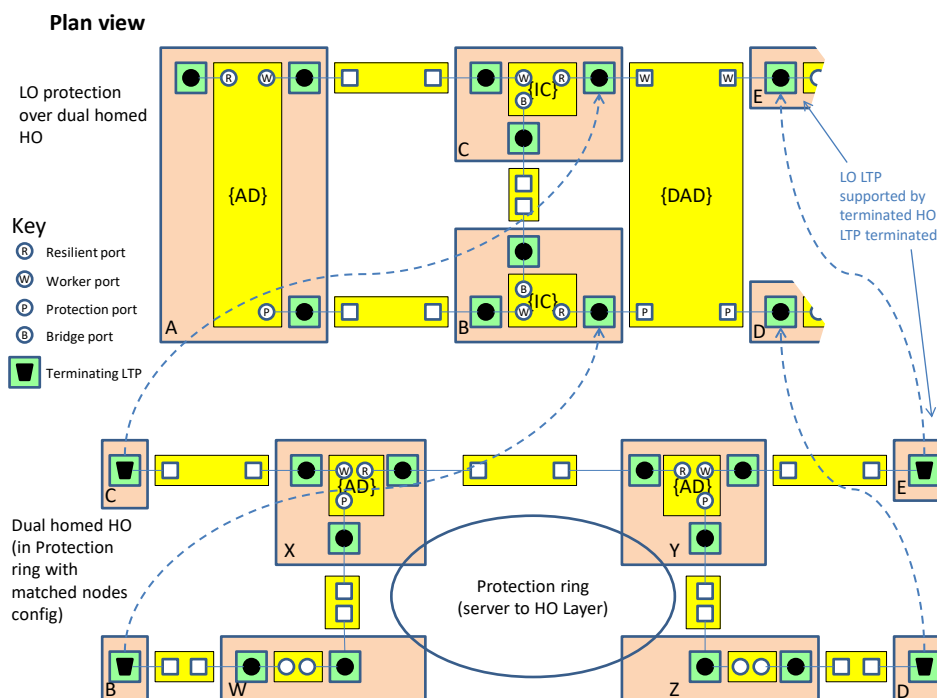 Plan view
LO protection
over dual homed
HO
R
W
W
R
{IC}
B
C
W
W
E
{AD}
{DAD}
LO LTP
supported by
terminated HO
LTP terminated
Key
R Resilient port
W Worker port
P Protection port
B Bridge port
Terminating LTP
B
{IC}
W
R
P
A
B
P
P
D
C
W
R
{AD}
P
X
R
W
{AD}
P
Y
E
Dual homed HO
(in Protection
ring with
matched nodes
config)
Protection ring
(server to HO Layer)
B
W
Z
D